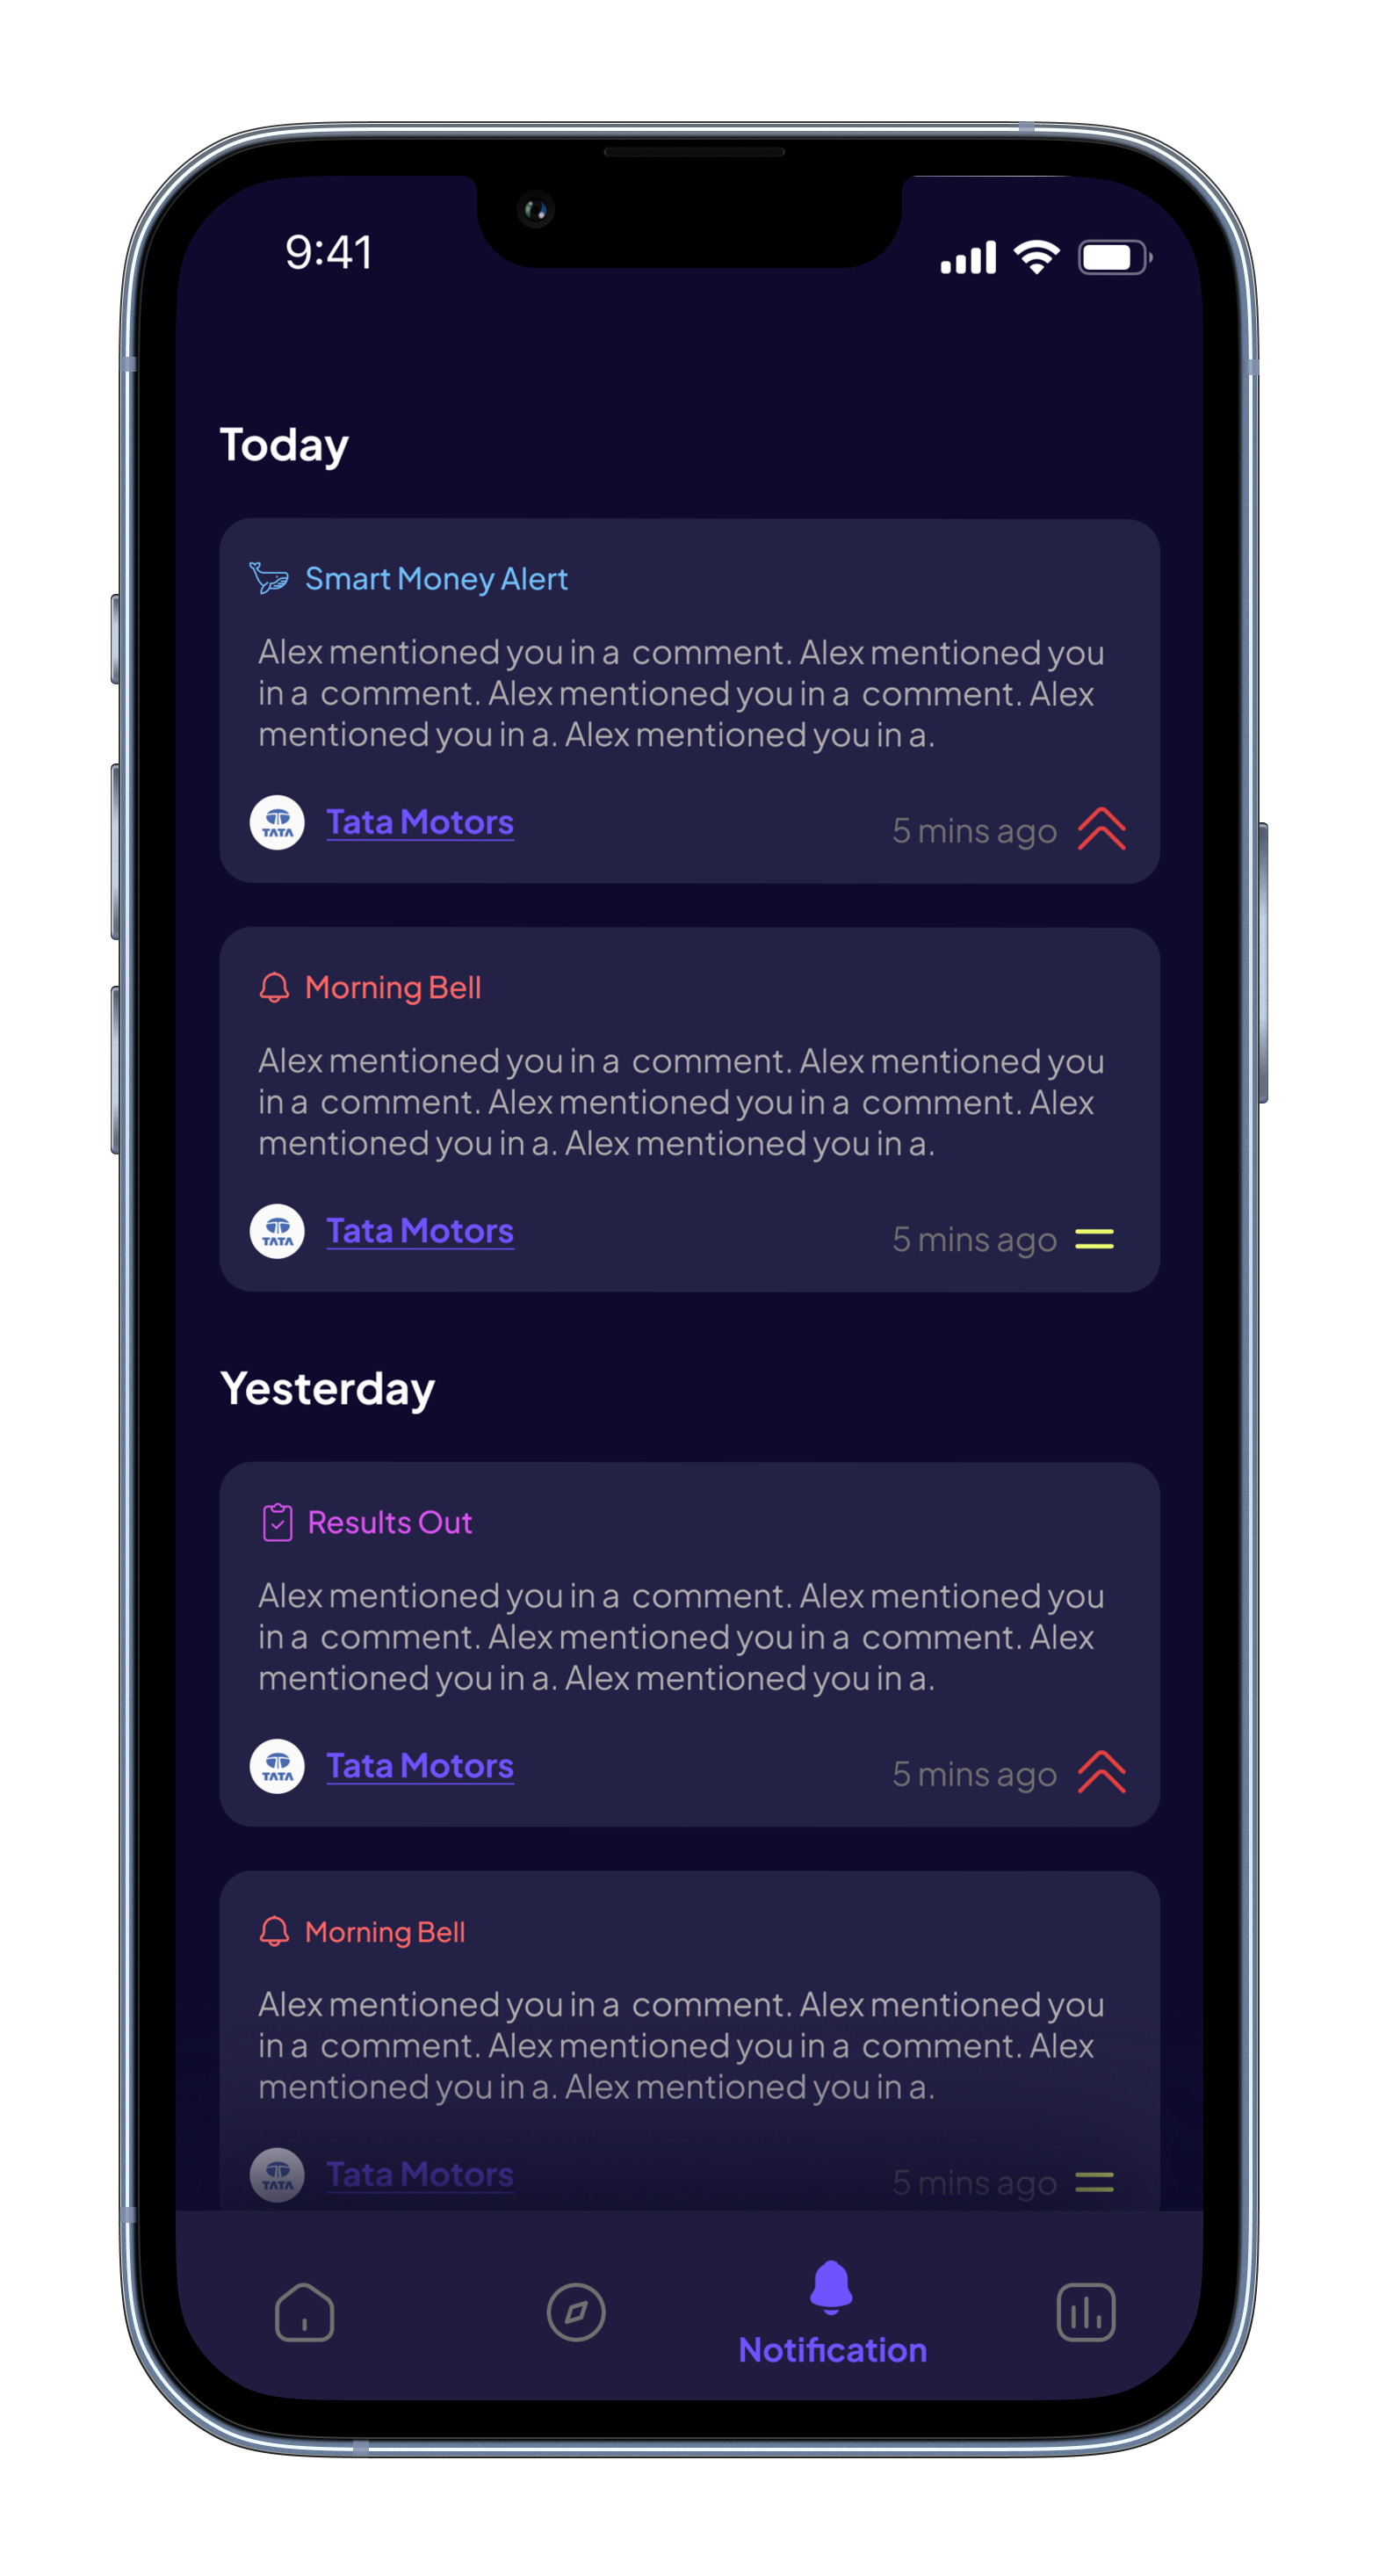 9:41
Today
Smart Money Alert
Alex mentioned you in a comment. Alex mentioned you
in a comment. Alex mentioned you in a comment. Alex
mentioned you in a. Alex mentioned you in a.
TATA
Tata Motors
5 mins ago
Morning Bell
Alex mentioned you in a comment. Alex mentioned you
in a comment. Alex mentioned you in a comment. Alex
mentioned you in a. Alex mentioned you in a.
TATA
Tata Motors
5 mins ago
Yesterday
Results Out
Alex mentioned you in a comment. Alex mentioned you
in a comment. Alex mentioned you in a comment. Alex
mentioned you in a. Alex mentioned you in a.
TATA
Tata Motors
5 mins ago
Morning Bell
Alex mentioned you in a comment. Alex mentioned you
in a comment. Alex mentioned you in a comment. Alex
mentioned you in a. Alex mentioned you in a.
TATA
Tata Motors
5 mins ago
Notification